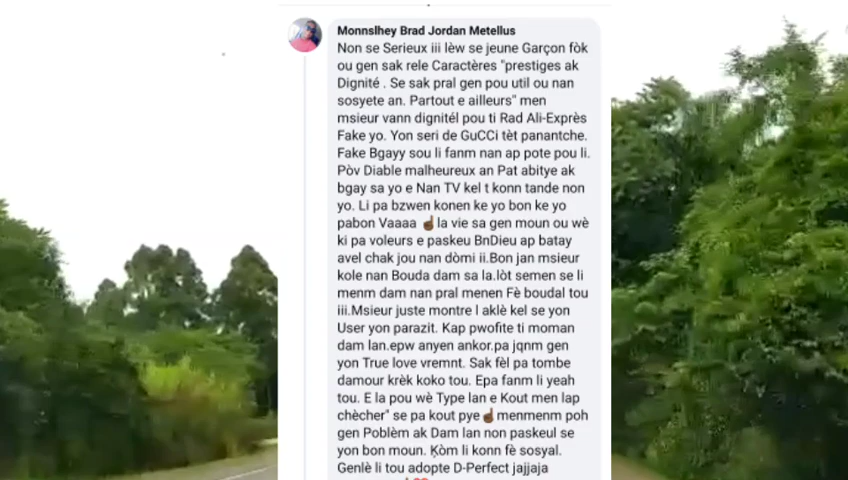 Monnslhey Brad Jordan Metellus
Non se Serieux iii lèw se jeune Garçon fòk
ou gen sak rele Caractères "prestiges ak
Dignité . Se sak pral gen pou util ou nan
sosyete an. Partout e ailleurs" men
msieur vann dignitél pou ti Rad Ali-Exprès
Fake yo. Yon seri de GuCCi tèt panantche.
Fake Bgayy sou li fanm nan ap pote pou li.
Pòv Diable malheureux an Pat abitye ak
bgay sa yo e Nan TV kel t konn tande non
yo. Li pa bzwen konen ke yo bon ke yo
pabon Vaaaa ☝🏾la vie sa gen moun ou wè
ki pa voleurs e paskeu BnDieu ap batay
avel chak jou nan dòmi ii.Bon jan msieur
kole nan Bouda dam sa la.lòt semen se li
menm dam nan pral menen Fè boudal tou
iii.Msieur juste montre l aklè kel se yon
User yon parazit. Kap pwofite ti moman
dam lan.epw anyen ankor.pa jqnm gen
yon True love vremnt. Sak fèl pa tombe
damour krèk koko tou. Epa fanm li yeah
tou. E la pou wè Type lan e Kout men lap
chècher" se pa kout pye☝🏾menmenm poh
gen Poblèm ak Dam lan non paskeul se
yon bon moun. Ķòm li konn fè sosyal.
Genlè li tou adopte D-Perfect jajjaja